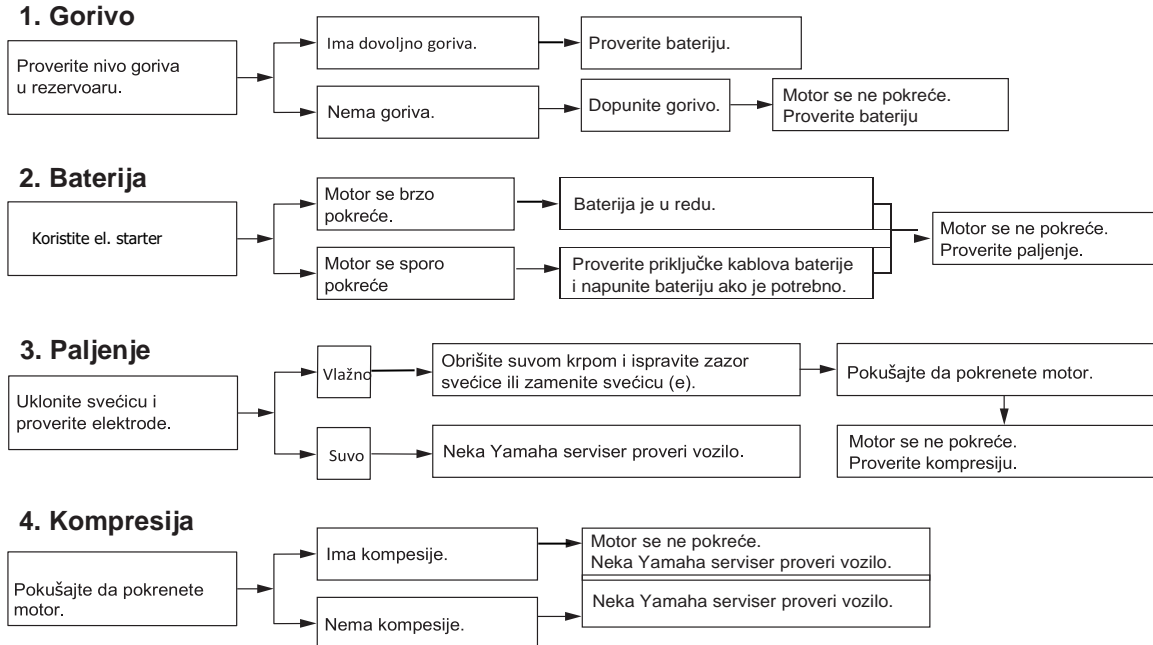 1. Gorivo
Proverite nivo goriva
u rezervoaru.
Ima dovoljno goriva.
Proverite bateriju.
Nema goriva.
Dopunite gorivo.
Motor se ne pokreće.
Proverite bateriju
2. Baterija
Koristite el. starter
Motor se brzo
pokreće.
Baterija je u redu.
Motor se sporo
pokreće
Proverite priključke kablova baterije
i napunite bateriju ako je potrebno.
Motor se ne pokreće.
Proverite paljenje.
3. Paljenje
Uklonite svećicu i
proverite elektrode.
Vlažno
Obrišite suvom krpom i ispravite zazor
svećice ili zamenite svećicu (e).
Pokušajte da pokrenete motor.
Suvo
Neka Yamaha serviser proveri vozilo.
Motor se ne pokreće.
Proverite kompresiju.
4. Kompresija
Pokušajte da pokrenete
motor.
Ima kompesije.
Motor se ne pokreće.
Neka Yamaha serviser proveri vozilo.
Nema kompesije.
Neka Yamaha serviser proveri vozilo.